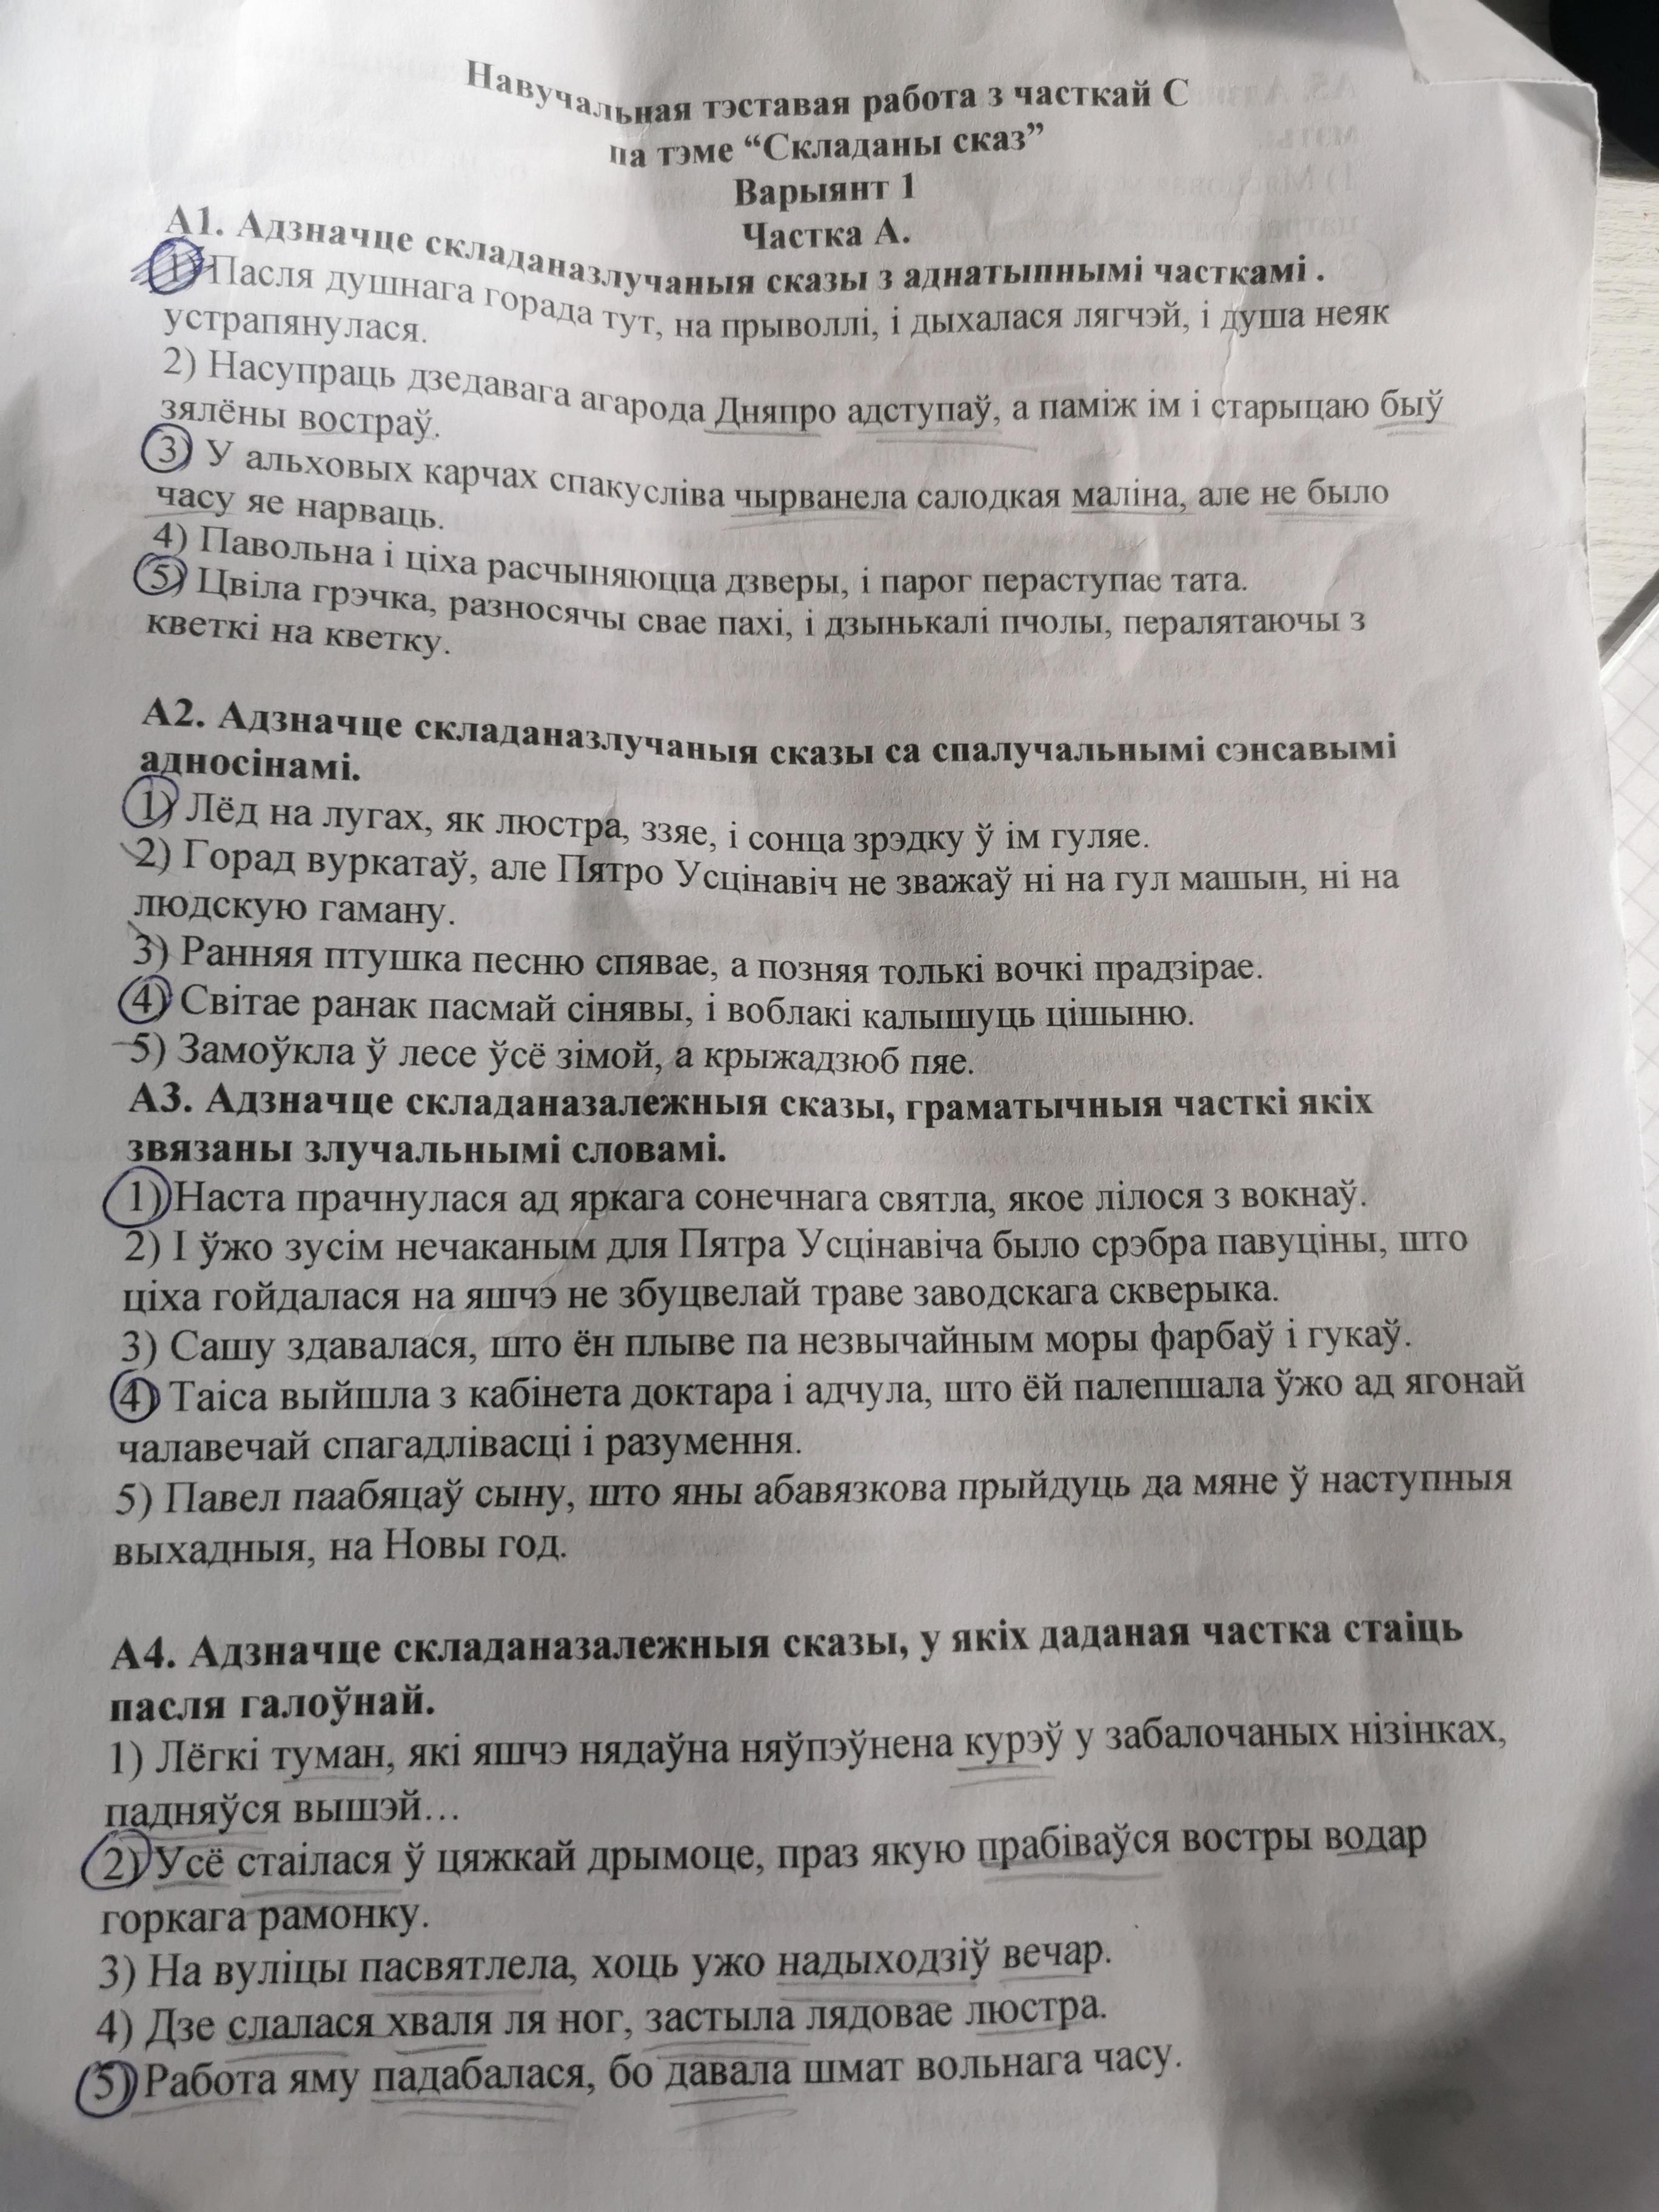 Навучальная тэставая работа з часткай С
па тэме “Складаны сказ”
Варыянт 1
Частка А.
А1. Адзначце складаназлучаныя сказы з аднатыпнымі часткамі .
1) Пасля душнага горада тут, на прыволлі, і дыхалася лягчэй, і душа неяк
устрапянулася.
2) Насупраць дзедавага агарода Дняпро адступаў, а паміж ім і старыцаю быў
зялёны востраў.
3) У альховых карчах спакусліва чырванела салодкая маліна, але не было
часу яе нарваць.
4) Павольна і ціха расчыняюцца дзверы, і парог пераступае тата.
5) Цвіла грэчка, разносячы свае пахі, і дзынькалі пчолы, пералятаючы з
кветкі на кветку.
А2. Адзначце складаназлучаныя сказы са спалучальнымі сэнсавымі
адносінамі.
1) Лёд на лугах, як люстра, ззяе, і сонца зрэдку ў ім гуляе.
2) Горад вуркатаў, але Пятро Усцінавіч не зважаў ні на гул машын, ні на
людскую гаману.
3) Ранняя птушка песню спявае, а позняя толькі вочкі прадзірае.
4) Світае ранак пасмай сінявы, і воблакі калышуць цішыню.
5) Замоўкла ў лесе ўсё зімой, а крыжадзюб пяе.
А3. Адзначце складаназалежныя сказы, граматычныя часткі якіх
звязаны злучальнымі словамі.
1) Наста прачнулася ад яркага сонечнага святла, якое лілося з вокнаў.
2) І ўжо зусім нечаканым для Пятра Усцінавіча было срэбра павуціны, што
ціха гойдалася на яшчэ не збуцвелай траве заводскага скверыка.
3) Сашу здавалася, што ён плыве па незвычайным моры фарбаў і гукаў.
4) Таіса выйшла з кабінета доктара і адчула, што ёй палепшала ўжо ад ягонай
чалавечай спагадлівасці і разумення.
5) Павел паабяцаў сыну, што яны абавязкова прыйдуць да мяне ў наступныя
выхадныя, на Новы год.
А4. Адзначце складаназалежныя сказы, у якіх даданая частка стаіць
пасля галоўнай.
1) Лёгкі туман, які яшчэ нядаўна няўпэўнена курэў у забалочаных нізінках,
падняўся вышэй…
2) Усё стаілася ў цяжкай дрымоце, праз якую прабіваўся востры водар
горкага рамонку.
3) На вуліцы пасвятлела, хоць ужо надыходзіў вечар.
4) Дзе слалася хваля ля ног, застыла лядовае люстра.
5) Работа яму падабалася, бо давала шмат вольнага часу.